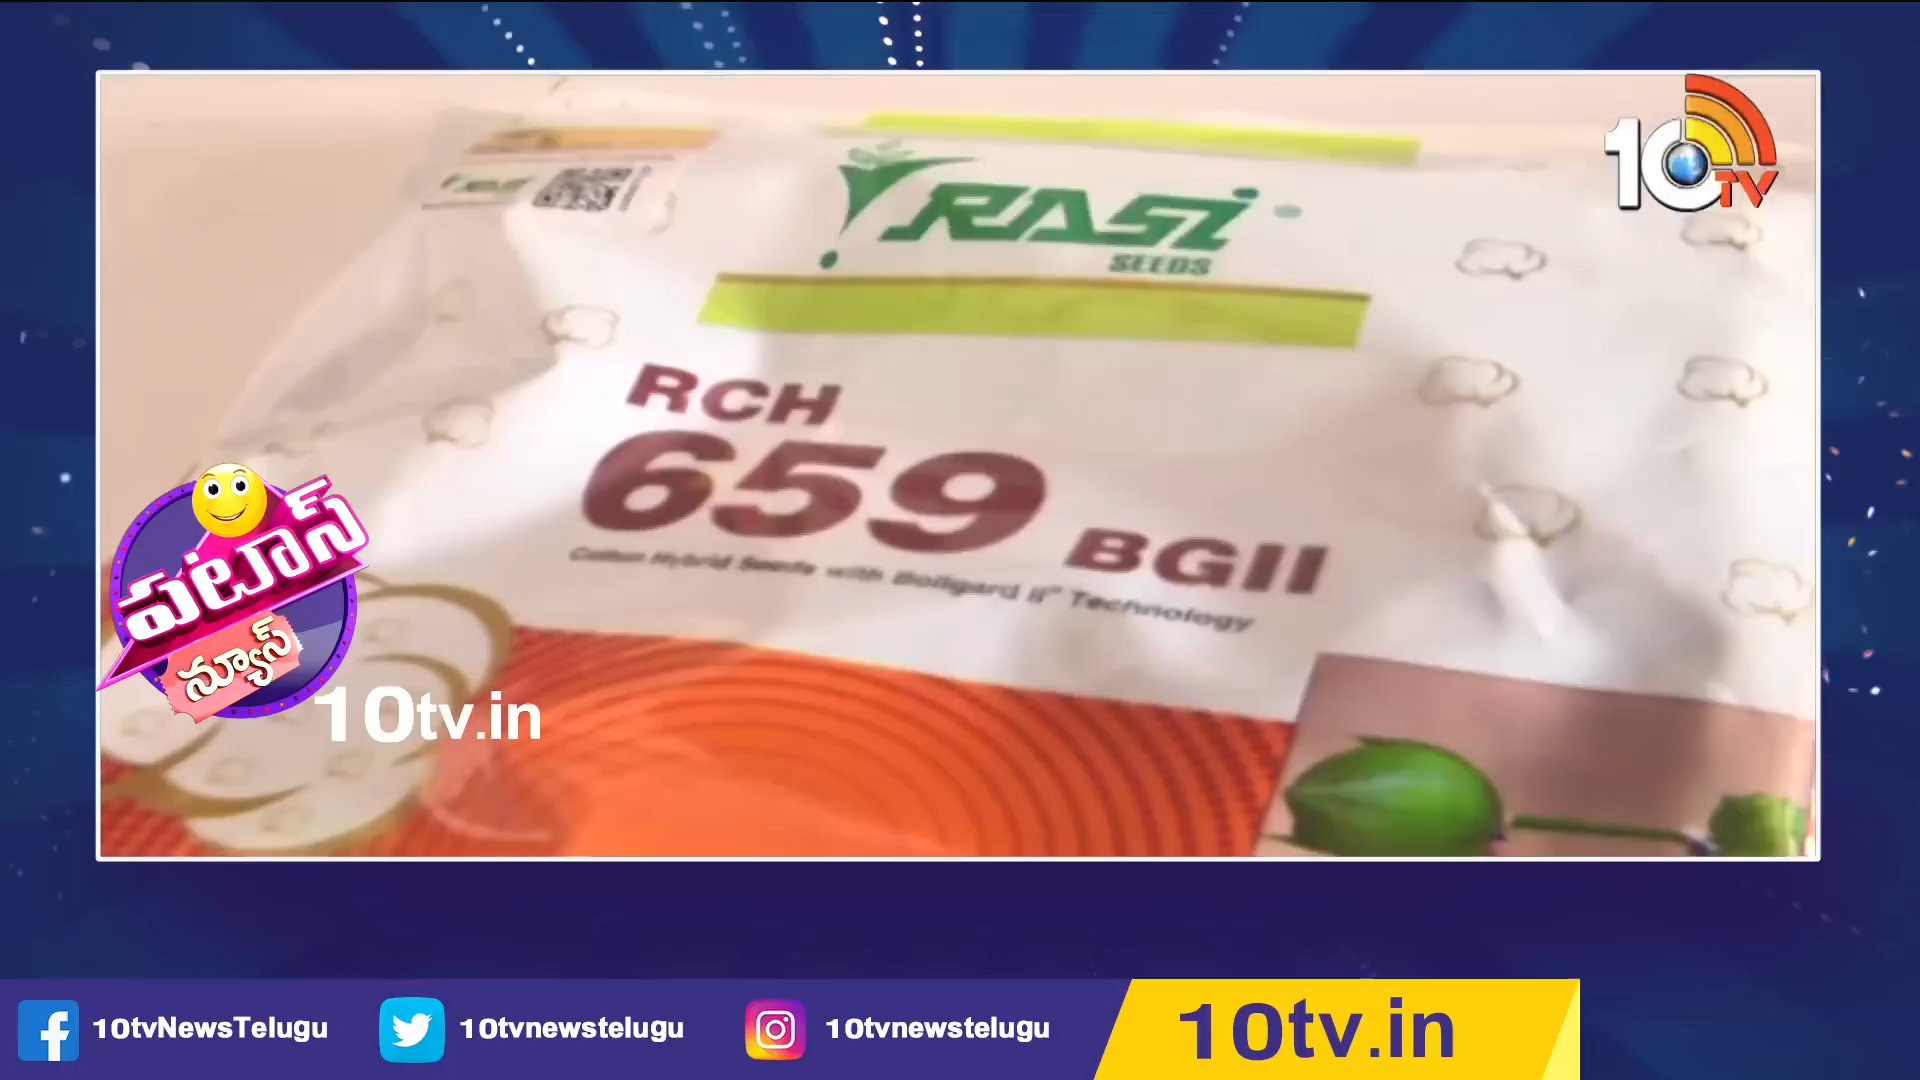 10TV
RASI
SEEDS
RCH
659 BGII
Cotton Hybrid Seeds with Bollgard II Technology
పటాస్
న్యూస్
10tv.in
10tvNewsTelugu
10tvnewstelugu
10tvnewstelugu
10tv.in